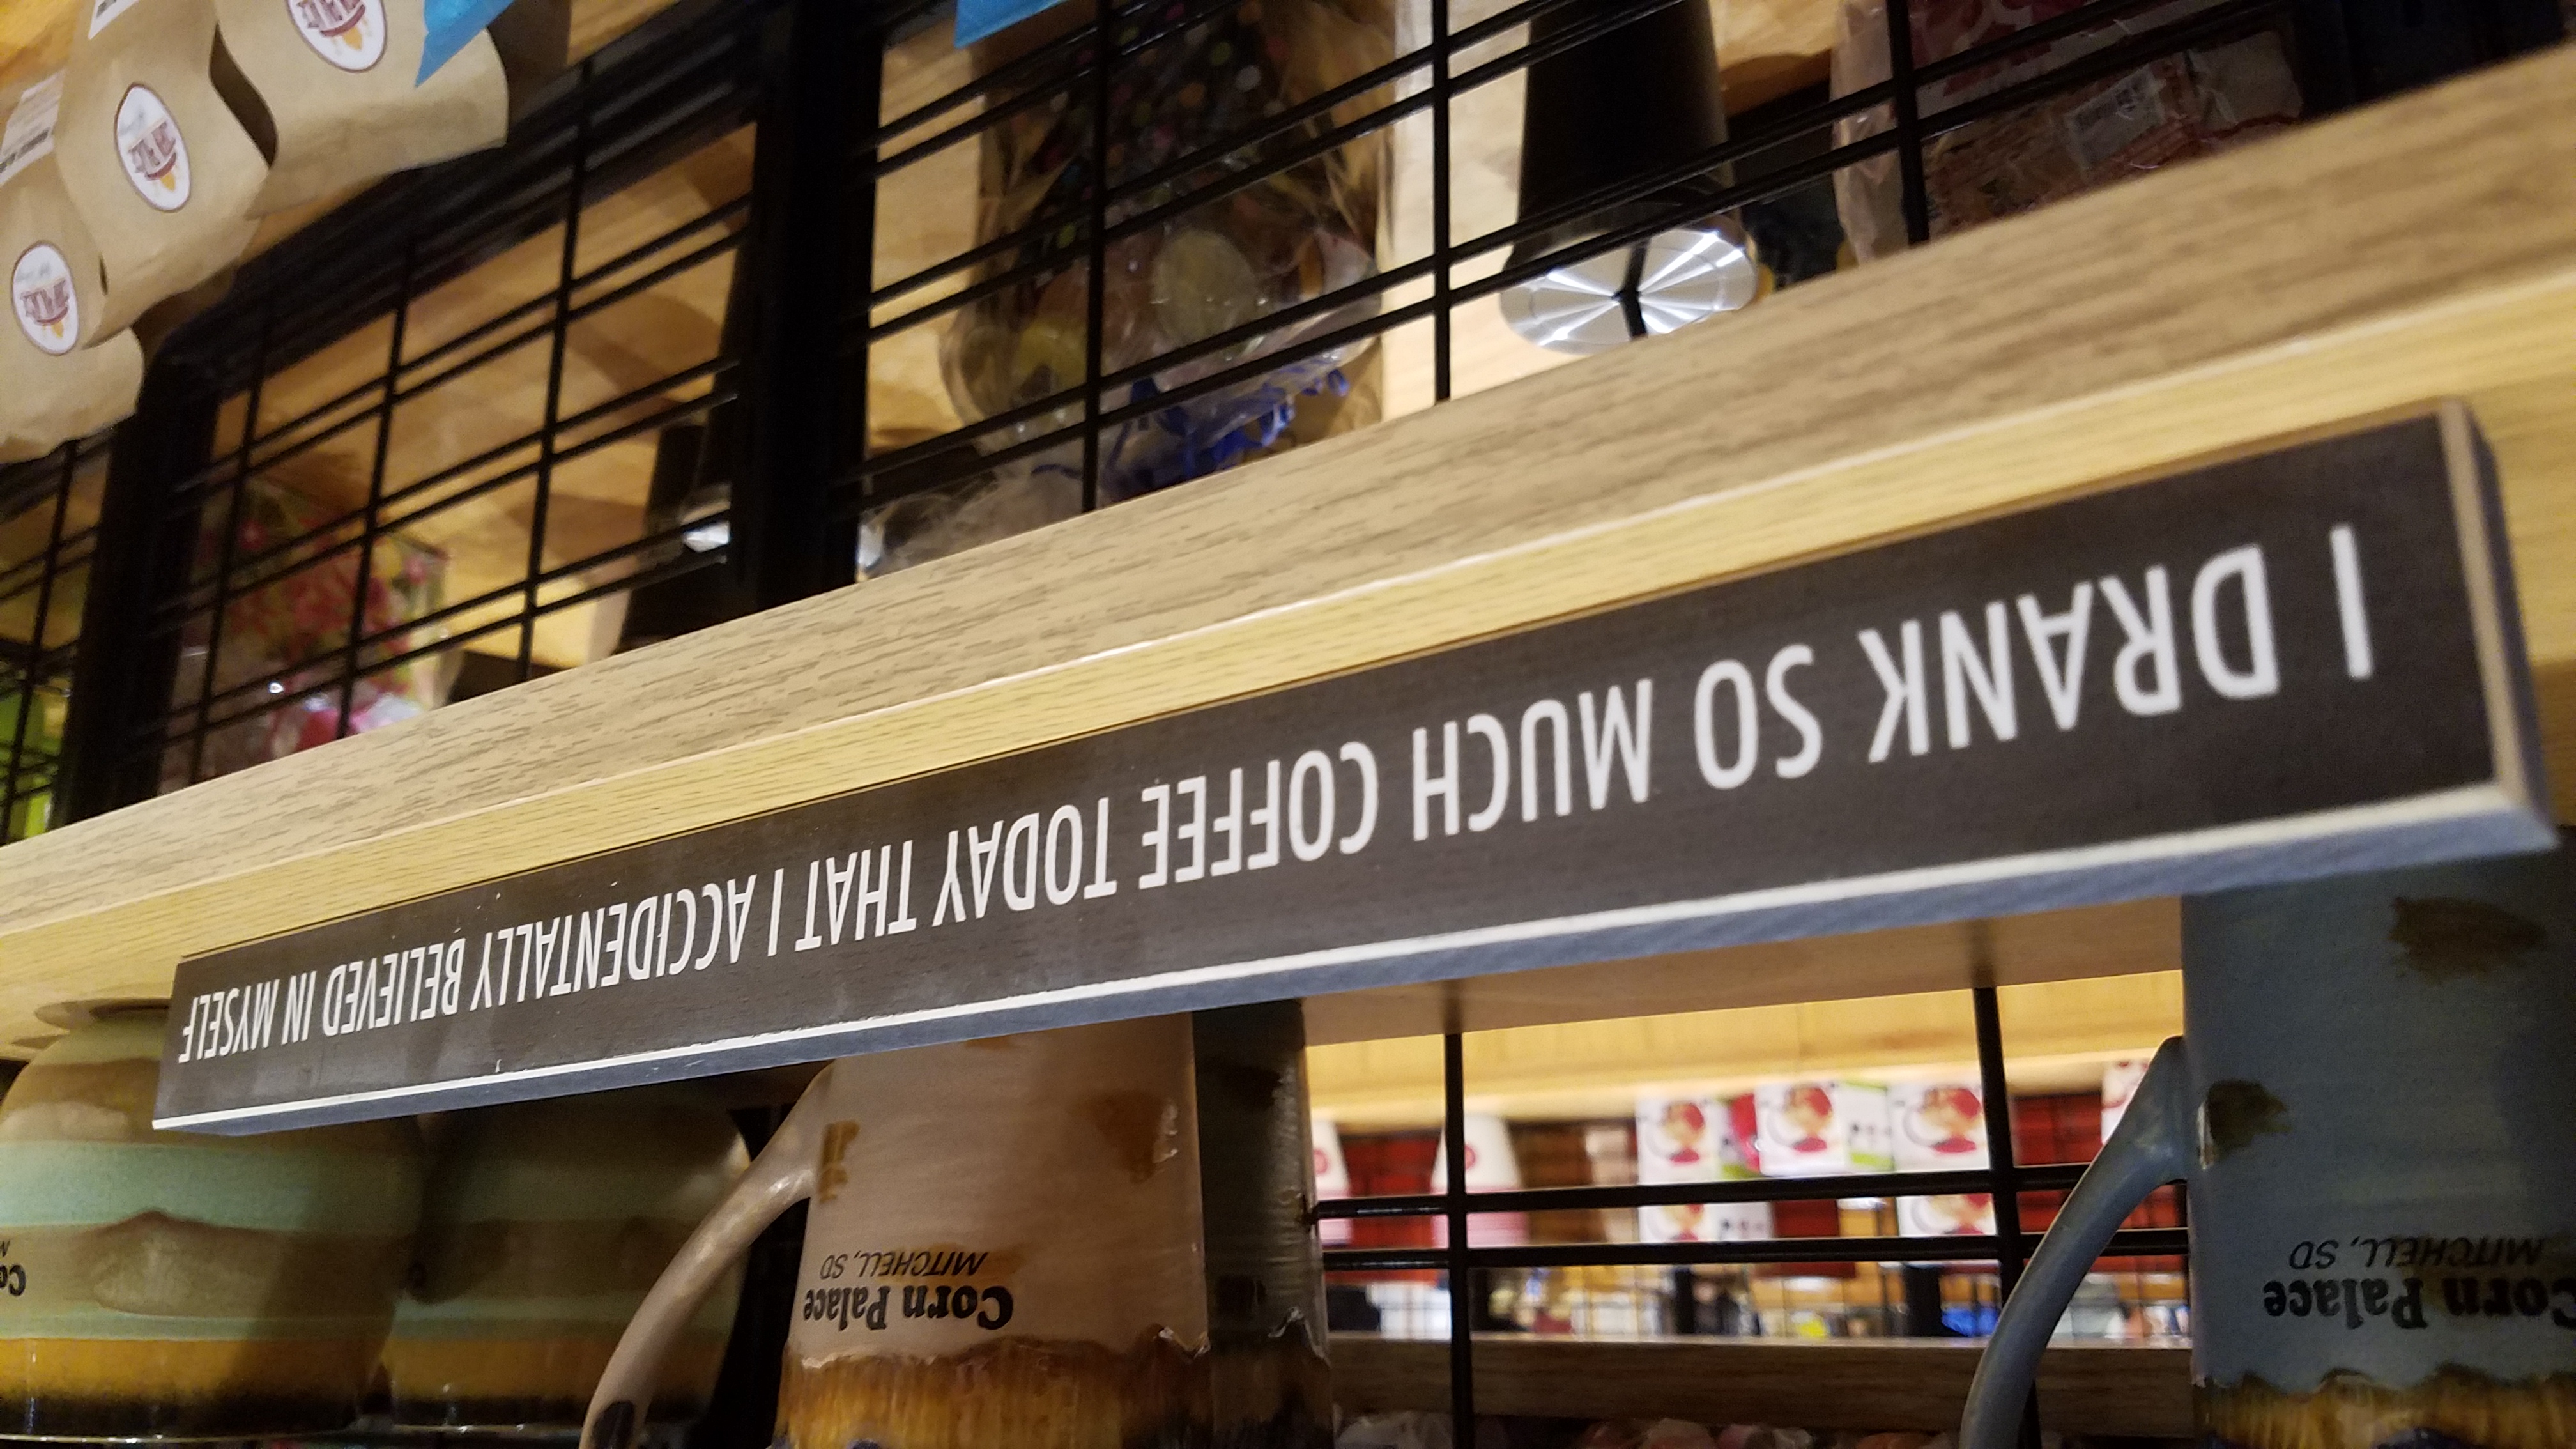 I DRANK SO MUCH COFFEE TODAY THAT I ACCIDENTALLY BELIEVED IN MYSELF
Corn Palace
MITCHELL, SD
Corn Palace
MITCHELL, SD